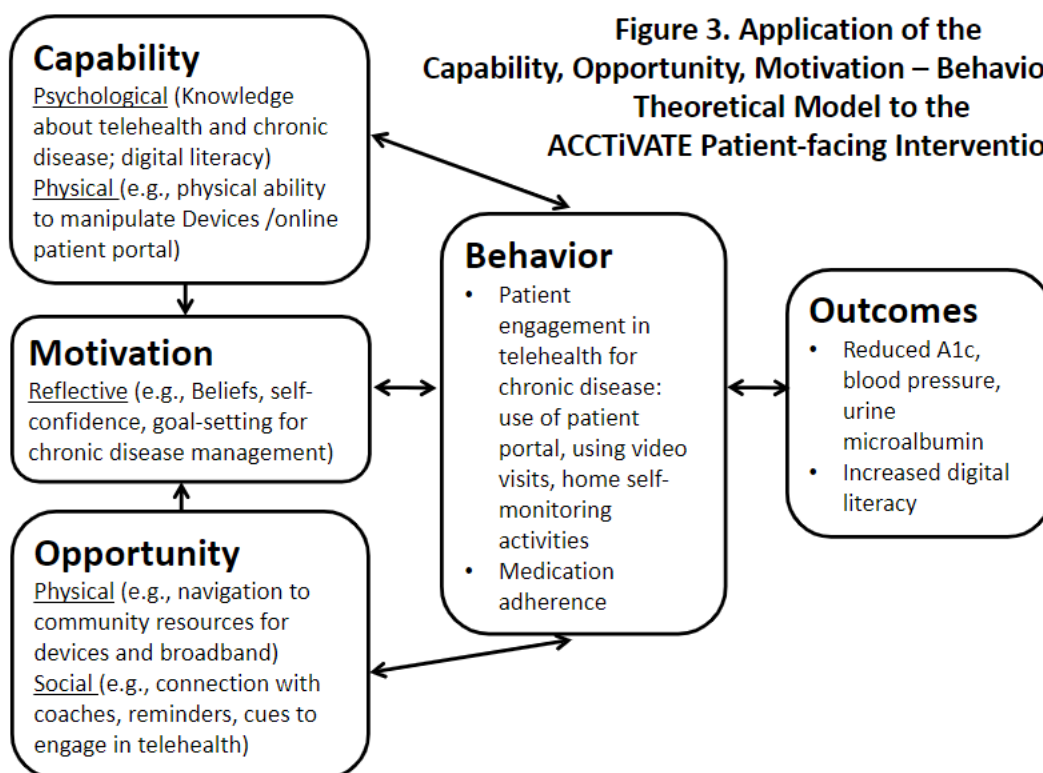 Figure 3. Application of the
Capability, Opportunity, Motivation – Behavio
Theoretical Model to the
ACCTiVATE Patient-facing Interventio
Capability
Psychological (Knowledge
about telehealth and chronic
disease; digital literacy)
Physical (e.g., physical ability
to manipulate Devices /online
patient portal)
Motivation
Reflective (e.g., Beliefs, self-
confidence, goal-setting for
chronic disease management)
Opportunity
Physical (e.g., navigation to
community resources for
devices and broadband)
Social (e.g., connection with
coaches, reminders, cues to
engage in telehealth)
Behavior
• Patient
engagement in
telehealth for
chronic disease:
use of patient
portal, using video
visits, home self-
monitoring
activities
• Medication
adherence
Outcomes
• Reduced A1c,
blood pressure,
urine
microalbumin
• Increased digital
literacy